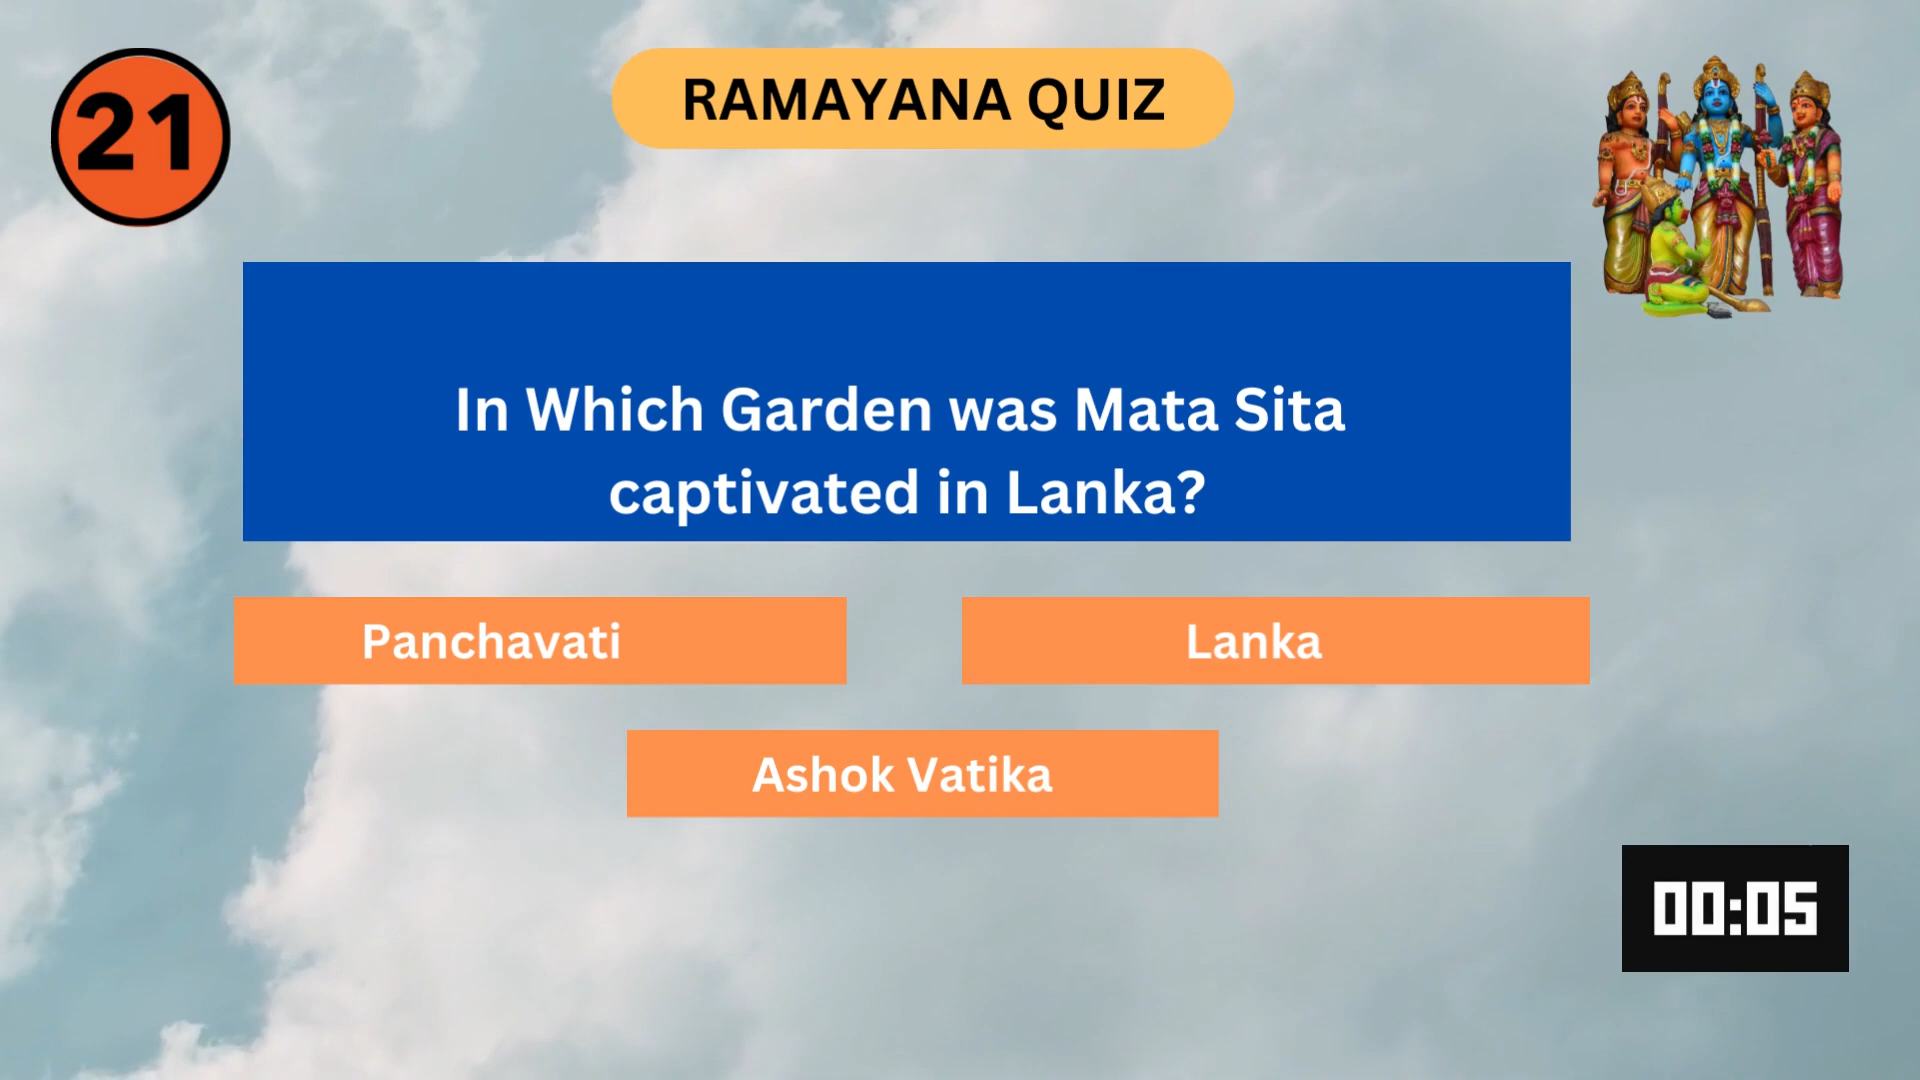 21
RAMAYANA QUIZ
In Which Garden was Mata Sita
captivated in Lanka?
Panchavati
Lanka
Ashok Vatika
00:05